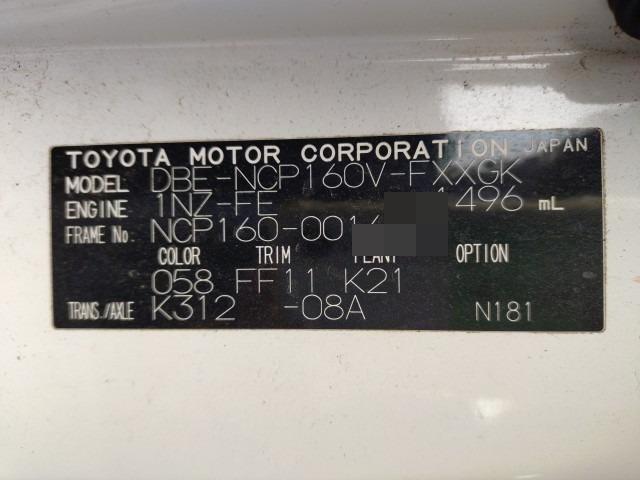 TOYOTA MOTOR CORPORATION JAPAN
MODEL DBE-NCP160V-FXXGK
ENGINE 1NZ-FE 1496 mL
FRAME No. NCP160-0014
COLOR TRIM PLANT OPTION
058 FF11 K21
TRANS./AXLE K312 -08A N181